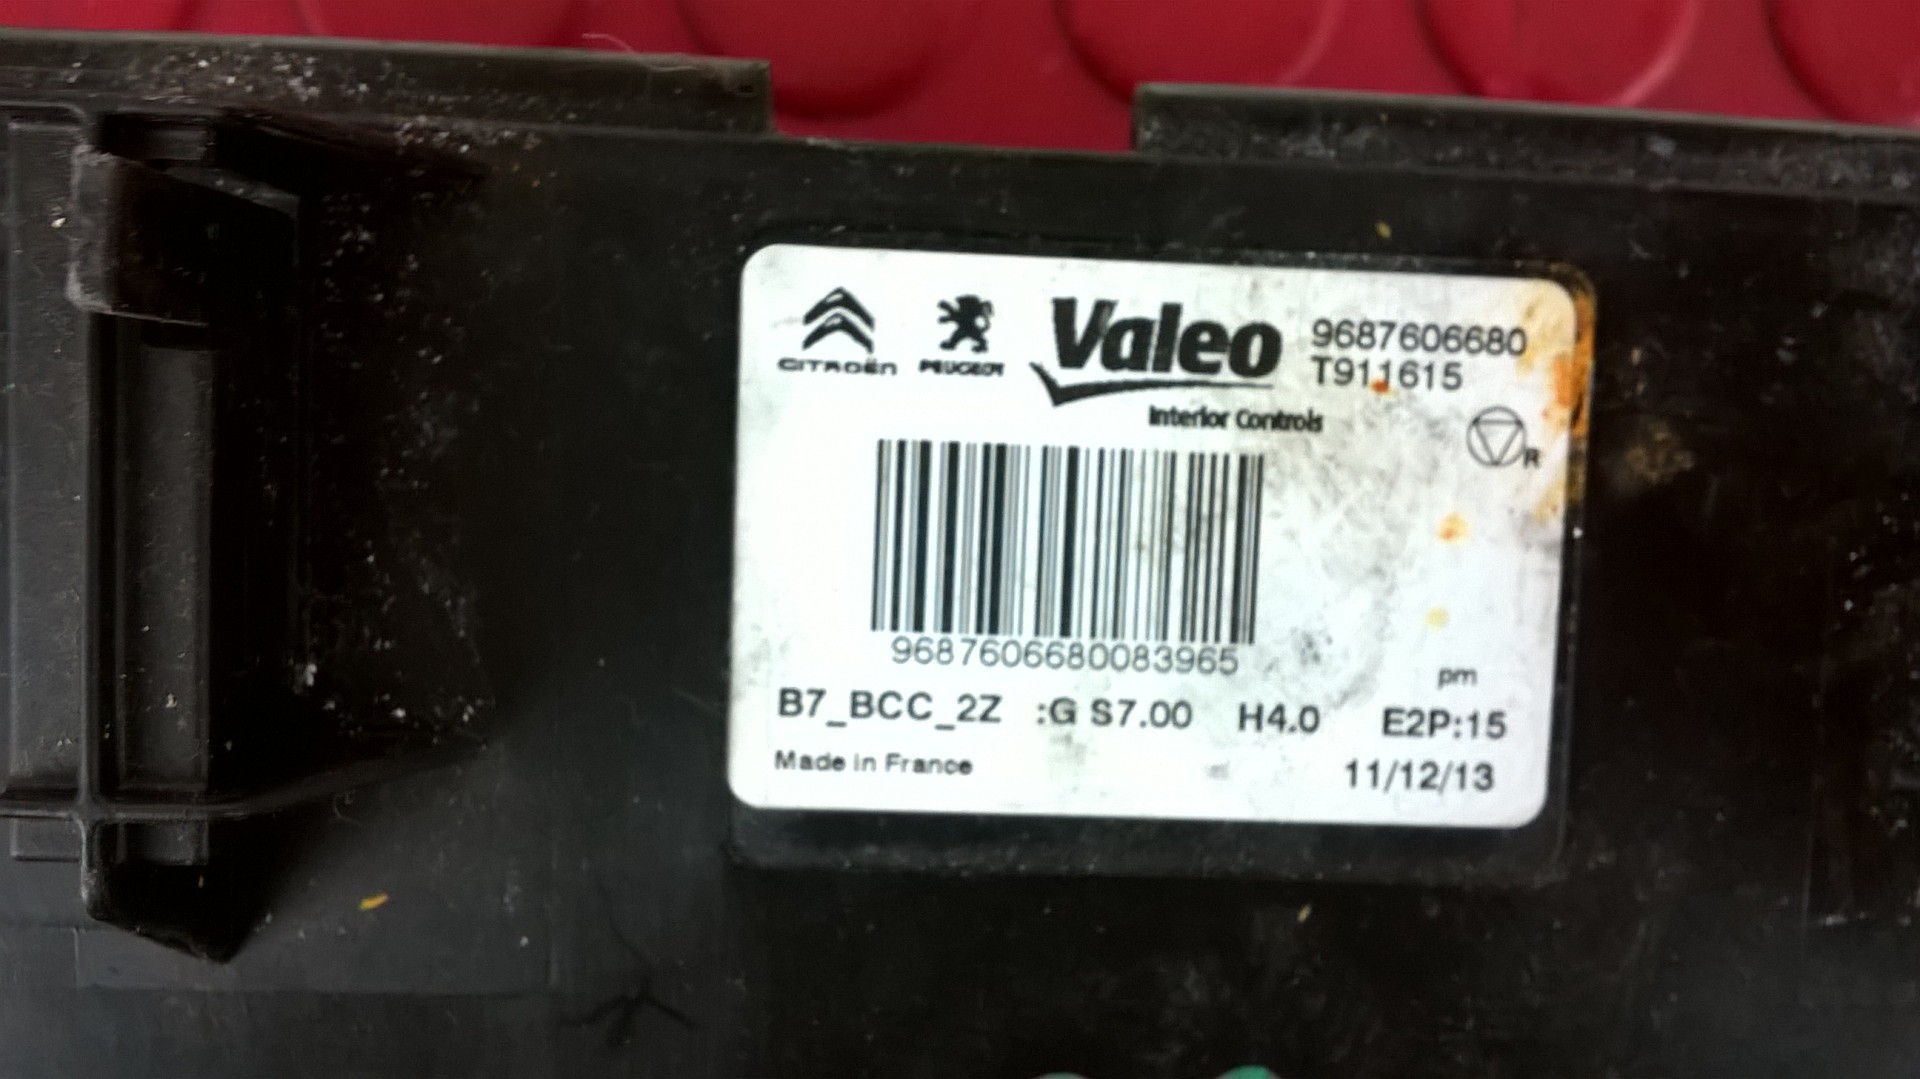 CITROËN PEUGEOT Valeo 9687606680
T911615
Interior Controls
R
9687606680083965
pm
B7_BCC_2Z :G S7.00 H4.0 E2P:15
Made in France 11/12/13